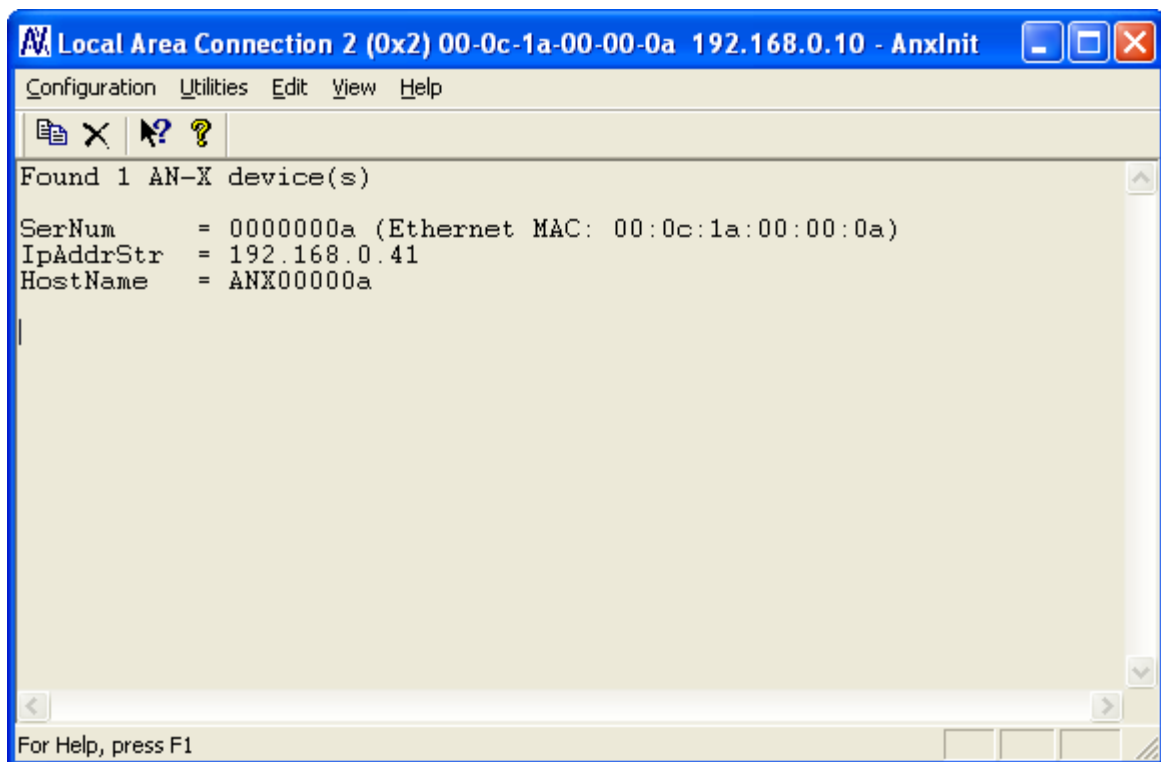 AX Local Area Connection 2 (0x2) 00-0c-1a-00-00-0a 192.168.0.10 - AnxInit
Configuration Utilities Edit View Help
Found 1 AN-X device(s)
SerNum = 0000000a (Ethernet MAC: 00:0c:1a:00:00:0a)
IpAddrStr = 192.168.0.41
HostName = ANX00000a
For Help, press F1